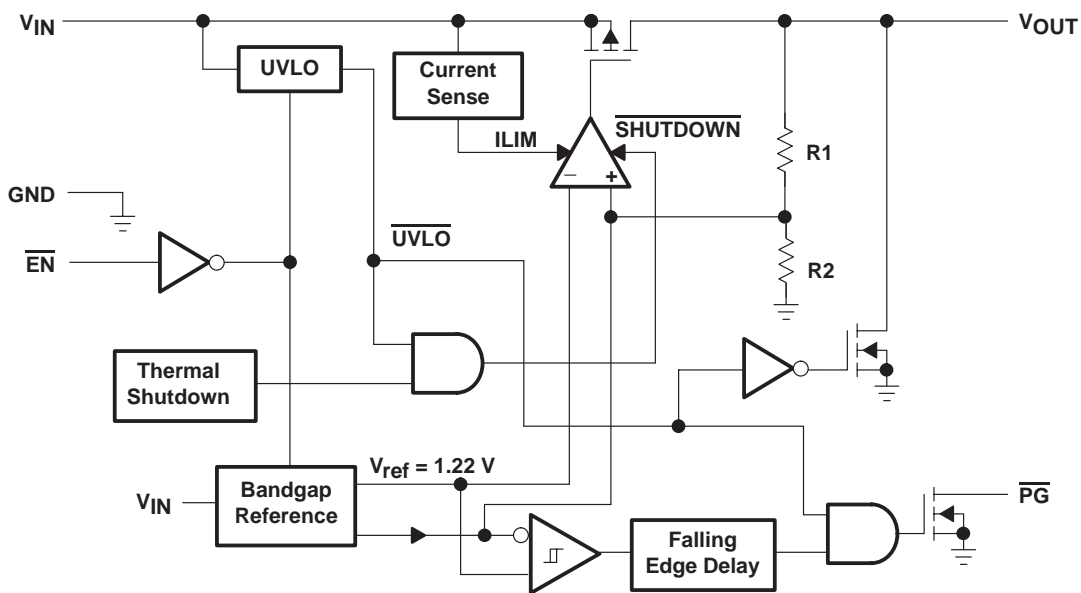 VIN
VOUT
UVLO
Current
Sense
SHUTDOWN
ILIM
R1
−
+
GND
UVLO
EN
R2
Thermal
Shutdown
Vref = 1.22 V
VIN
Bandgap
Reference
PG
Falling
Edge Delay